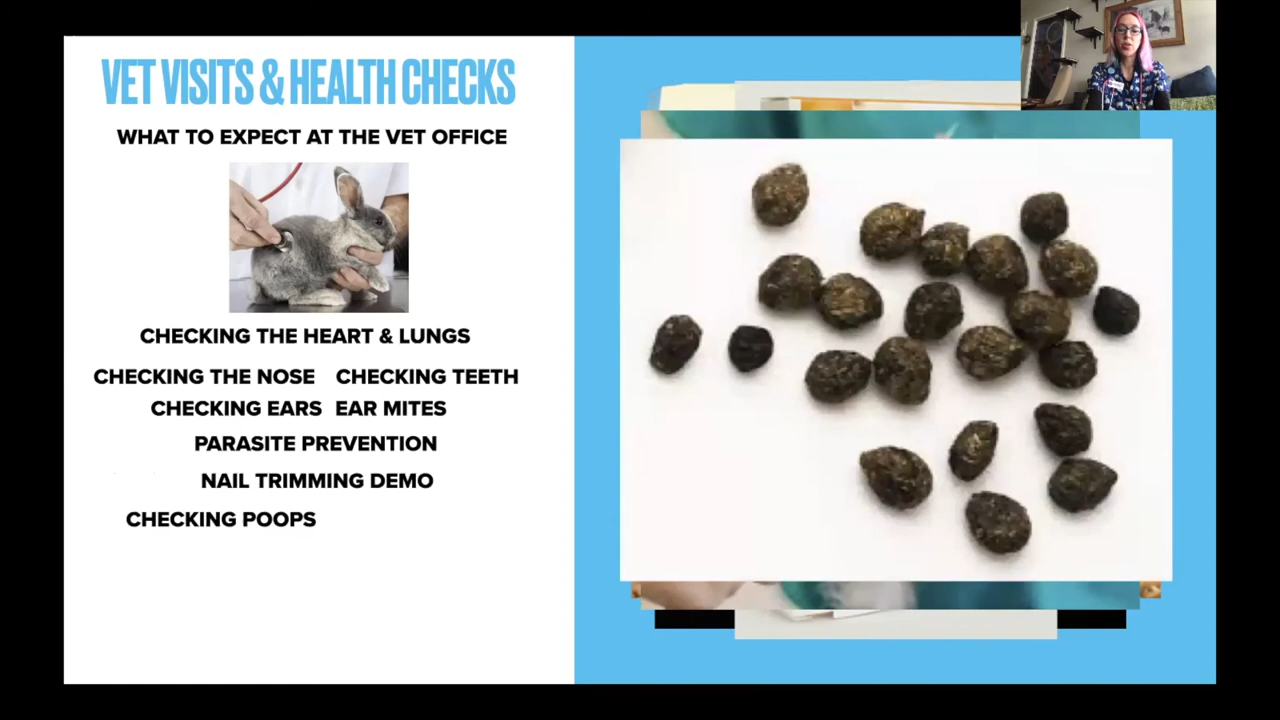 VET VISITS & HEALTH CHECKS
WHAT TO EXPECT AT THE VET OFFICE
CHECKING THE HEART & LUNGS
CHECKING THE NOSE CHECKING TEETH
CHECKING EARS EAR MITES
PARASITE PREVENTION
NAIL TRIMMING DEMO
CHECKING POOPS